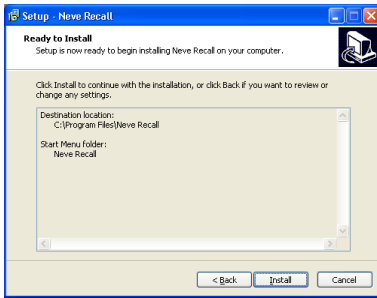 Setup - Neve Recall
Ready to Install
Setup is now ready to begin installing Neve Recall on your computer.
Click Install to continue with the installation, or click Back if you want to review or
change any settings.
Destination location:
C:\Program Files\Neve Recall
Start Menu folder:
Neve Recall
< Back
Install
Cancel